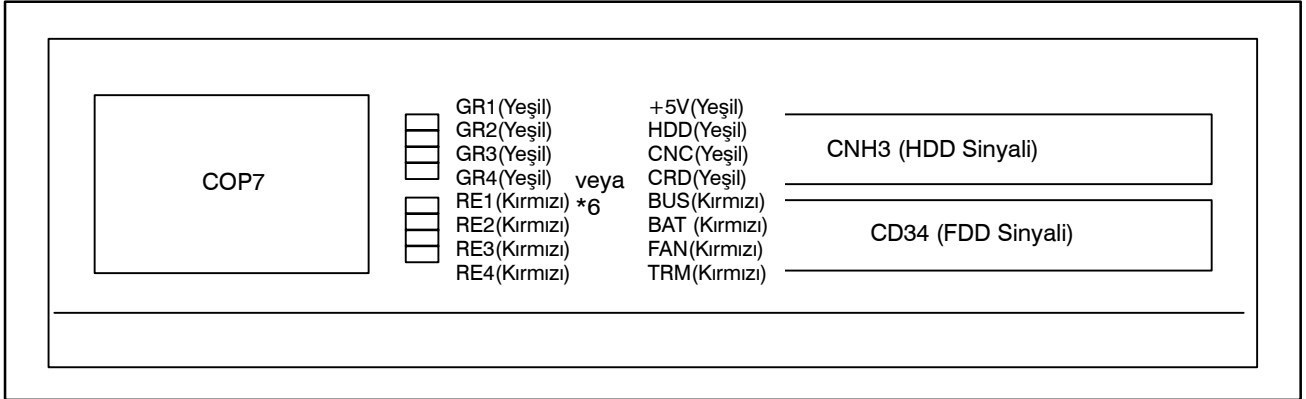 COP7
GR1(Yeşil)
GR2(Yeşil)
GR3(Yeşil)
GR4(Yeşil)
RE1(Kırmızı)
RE2(Kırmızı)
RE3(Kırmızı)
RE4(Kırmızı)
veya
*6
+5V(Yeşil)
HDD(Yeşil)
CNC(Yeşil)
CRD(Yeşil)
BUS(Kırmızı)
BAT (Kırmızı)
FAN(Kırmızı)
TRM(Kırmızı)
CNH3 (HDD Sinyali)
CD34 (FDD Sinyali)